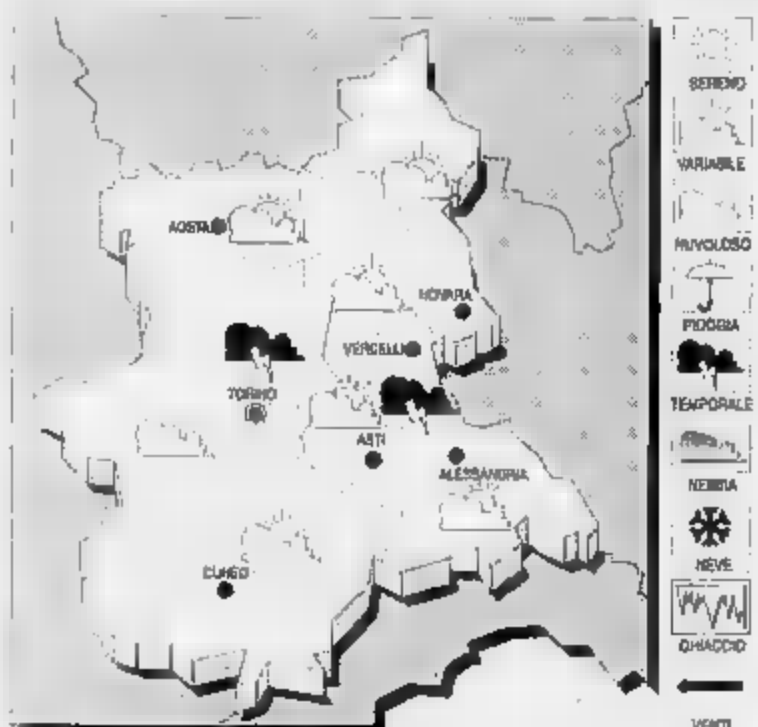 AOSTA
NOVARA
VERCELLI
TORINO
ASTI
ALESSANDRIA
CUNEO
SERENO
VARIABILE
NUVOLOSO
PIOGGIA
TEMPORALE
NEBBIA
NEVE
GHIACCIO
VENTI